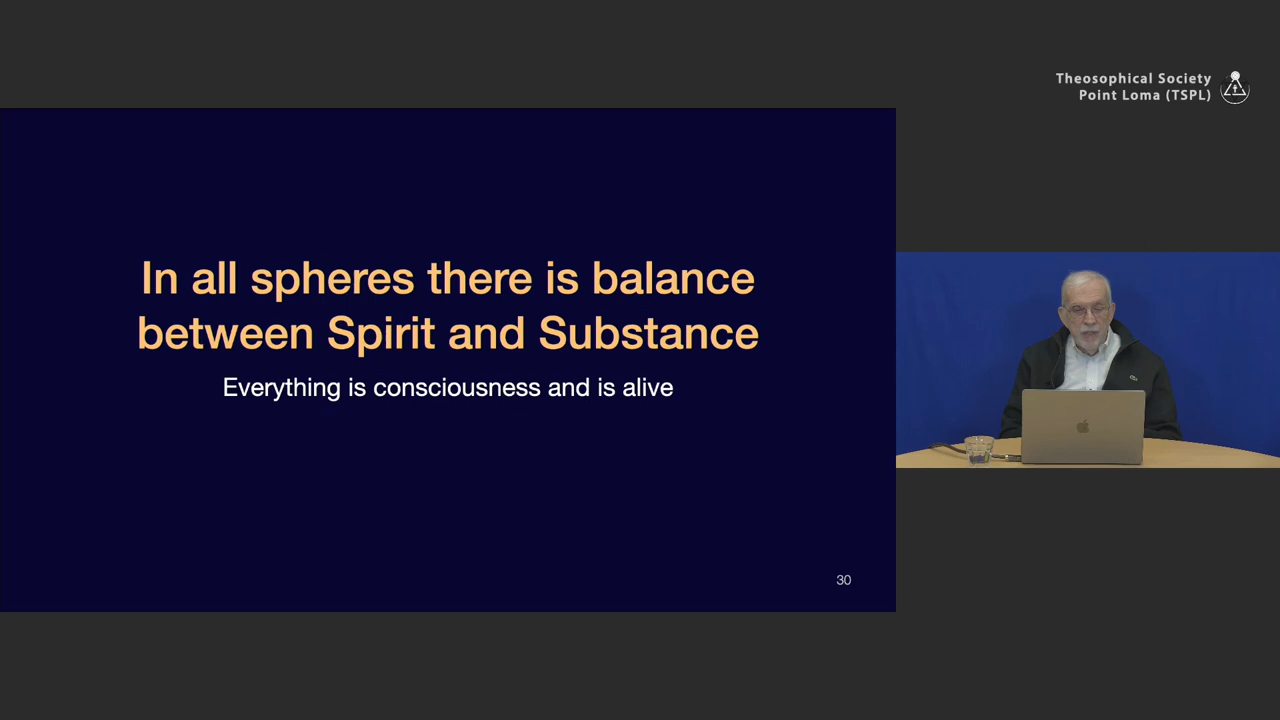 Theosophical Society
Point Loma (TSPL)
In all spheres there is balance
between Spirit and Substance
Everything is consciousness and is alive
30